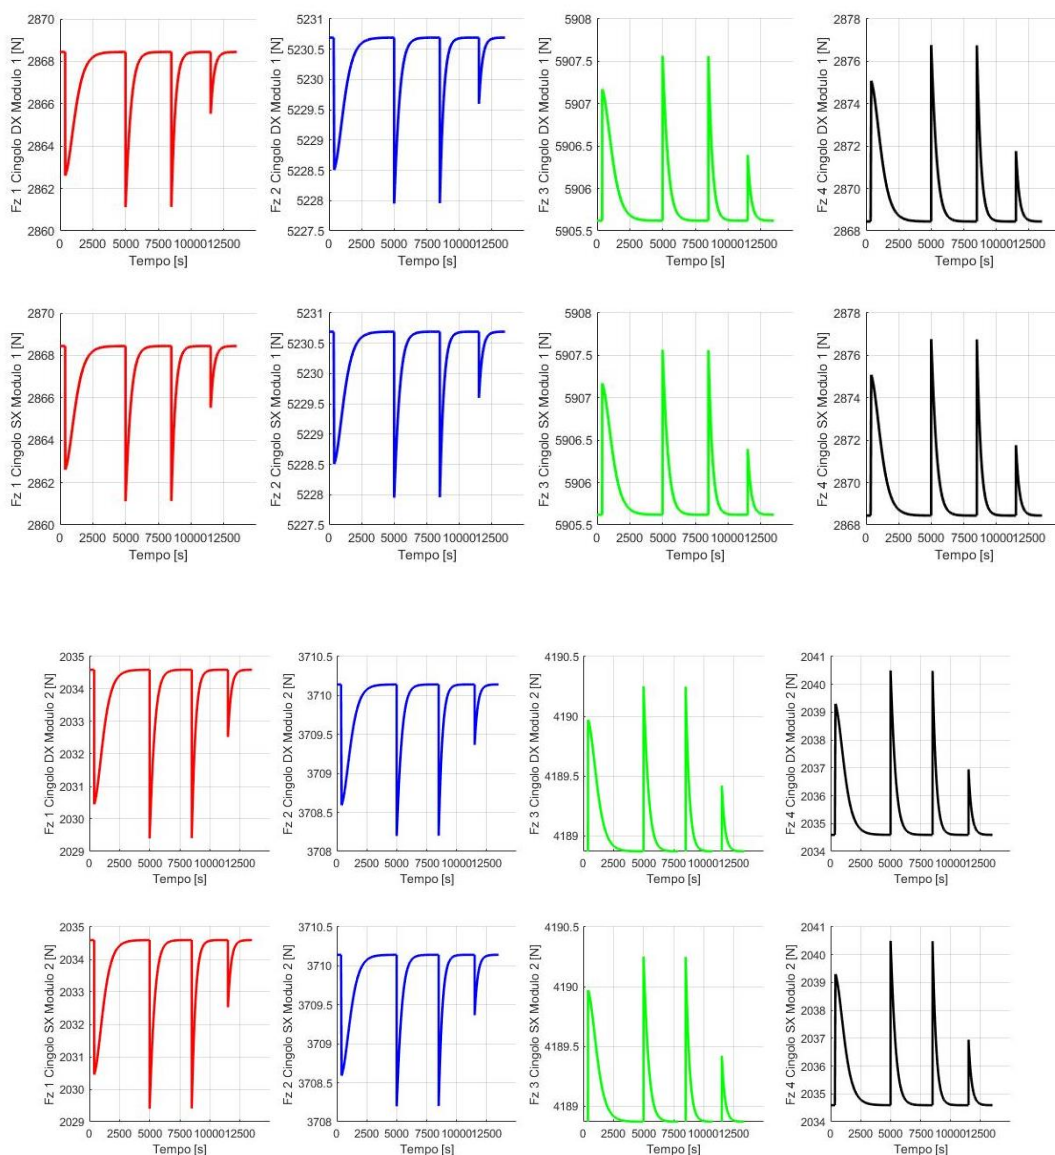 Fz 1 Cingolo DX Modulo 1 [N]
2870
2868
2866
2864
2862
2860
0 2500 5000 7500 10000 12500
Tempo [s]
Fz 2 Cingolo DX Modulo 1 [N]
5231
5230.5
5230
5229.5
5229
5228.5
5228
5227.5
0 2500 5000 7500 10000 12500
Tempo [s]
Fz 3 Cingolo DX Modulo 1 [N]
5908
5907.5
5907
5906.5
5906
5905.5
0 2500 5000 7500 10000 12500
Tempo [s]
Fz 4 Cingolo DX Modulo 1 [N]
2878
2876
2874
2872
2870
2868
0 2500 5000 7500 10000 12500
Tempo [s]
Fz 1 Cingolo SX Modulo 1 [N]
2870
2868
2866
2864
2862
2860
0 2500 5000 7500 10000 12500
Tempo [s]
Fz 2 Cingolo SX Modulo 1 [N]
5231
5230.5
5230
5229.5
5229
5228.5
5228
5227.5
0 2500 5000 7500 10000 12500
Tempo [s]
Fz 3 Cingolo SX Modulo 1 [N]
5908
5907.5
5907
5906.5
5906
5905.5
0 2500 5000 7500 10000 12500
Tempo [s]
Fz 4 Cingolo SX Modulo 1 [N]
2878
2876
2874
2872
2870
2868
0 2500 5000 7500 10000 12500
Tempo [s]
Fz 1 Cingolo DX Modulo 2 [N]
2035
2034
2033
2032
2031
2030
2029
0 2500 5000 7500 10000 12500
Tempo [s]
Fz 2 Cingolo DX Modulo 2 [N]
3710.5
3710
3709.5
3709
3708.5
3708
0 2500 5000 7500 10000 12500
Tempo [s]
Fz 3 Cingolo DX Modulo 2 [N]
4190.5
4190
4189.5
4189
0 2500 5000 7500 10000 12500
Tempo [s]
Fz 4 Cingolo DX Modulo 2 [N]
2041
2040
2039
2038
2037
2036
2035
2034
0 2500 5000 7500 10000 12500
Tempo [s]
Fz 1 Cingolo SX Modulo 2 [N]
2035
2034
2033
2032
2031
2030
2029
0 2500 5000 7500 10000 12500
Tempo [s]
Fz 2 Cingolo SX Modulo 2 [N]
3710.5
3710
3709.5
3709
3708.5
3708
0 2500 5000 7500 10000 12500
Tempo [s]
Fz 3 Cingolo SX Modulo 2 [N]
4190.5
4190
4189.5
4189
0 2500 5000 7500 10000 12500
Tempo [s]
Fz 4 Cingolo SX Modulo 2 [N]
2041
2040
2039
2038
2037
2036
2035
2034
0 2500 5000 7500 10000 12500
Tempo [s]